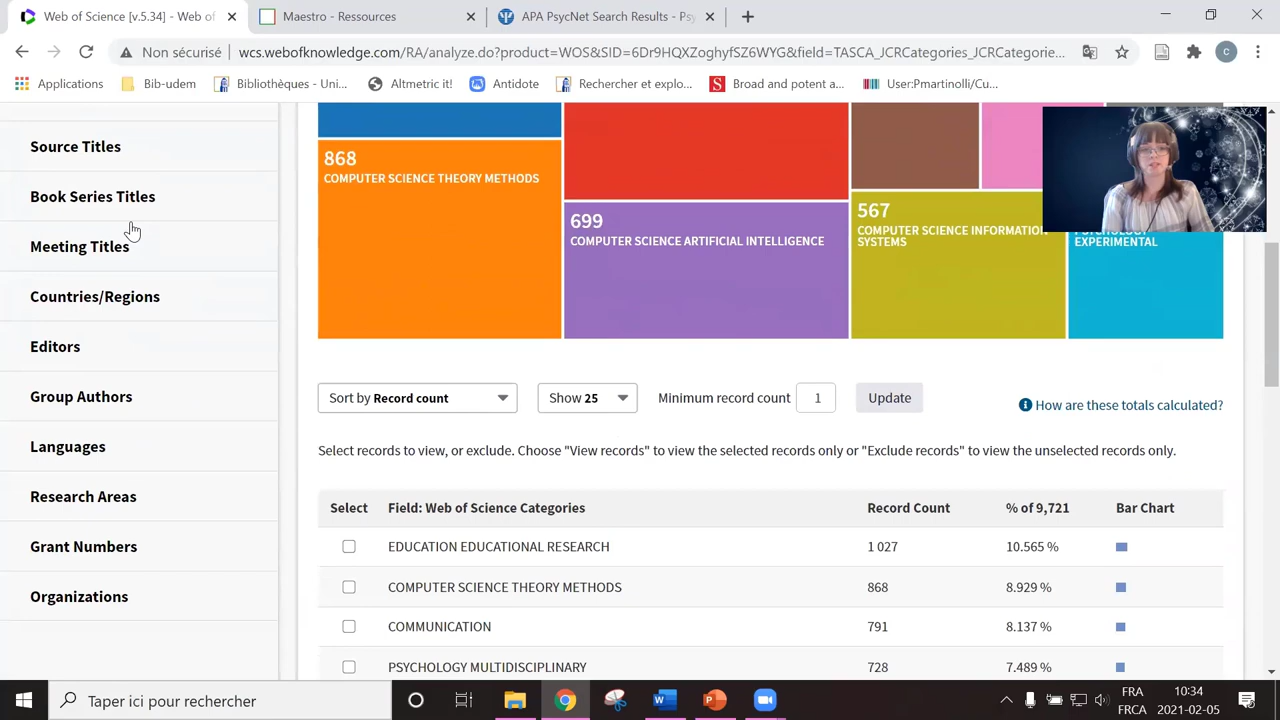 Web of Science [v.5.34] - Web of
Maestro - Ressources
APA PsycNet Search Results - Psy
Non sécurisé
wcs.webofknowledge.com/RA/analyze.do?product=WOS&SID=6Dr9HQXZoghyfSZ6WYG&field=TASCA_JCRCategories_JCRCategorie...
Applications
Bib-udem
Bibliothèques - Uni...
Altmetric it!
Antidote
Rechercher et explo...
Broad and potent a...
User:Pmartinolli/Cu...
Source Titles
Book Series Titles
Meeting Titles
Countries/Regions
Editors
Group Authors
Languages
Research Areas
Grant Numbers
Organizations
868
COMPUTER SCIENCE THEORY METHODS
699
COMPUTER SCIENCE ARTIFICIAL INTELLIGENCE
567
COMPUTER SCIENCE INFORMATION
SYSTEMS
EXPERIMENTAL
Sort by Record count
Show 25
Minimum record count
1
Update
How are these totals calculated?
Select records to view, or exclude. Choose "View records" to view the selected records only or "Exclude records" to view the unselected records only.
Select
Field: Web of Science Categories
Record Count
% of 9,721
Bar Chart
EDUCATION EDUCATIONAL RESEARCH
1 027
10.565 %
COMPUTER SCIENCE THEORY METHODS
868
8.929 %
COMMUNICATION
791
8.137 %
PSYCHOLOGY MULTIDISCIPLINARY
728
7.489 %
Taper ici pour rechercher
FRA
FRCA
10:34
2021-02-05